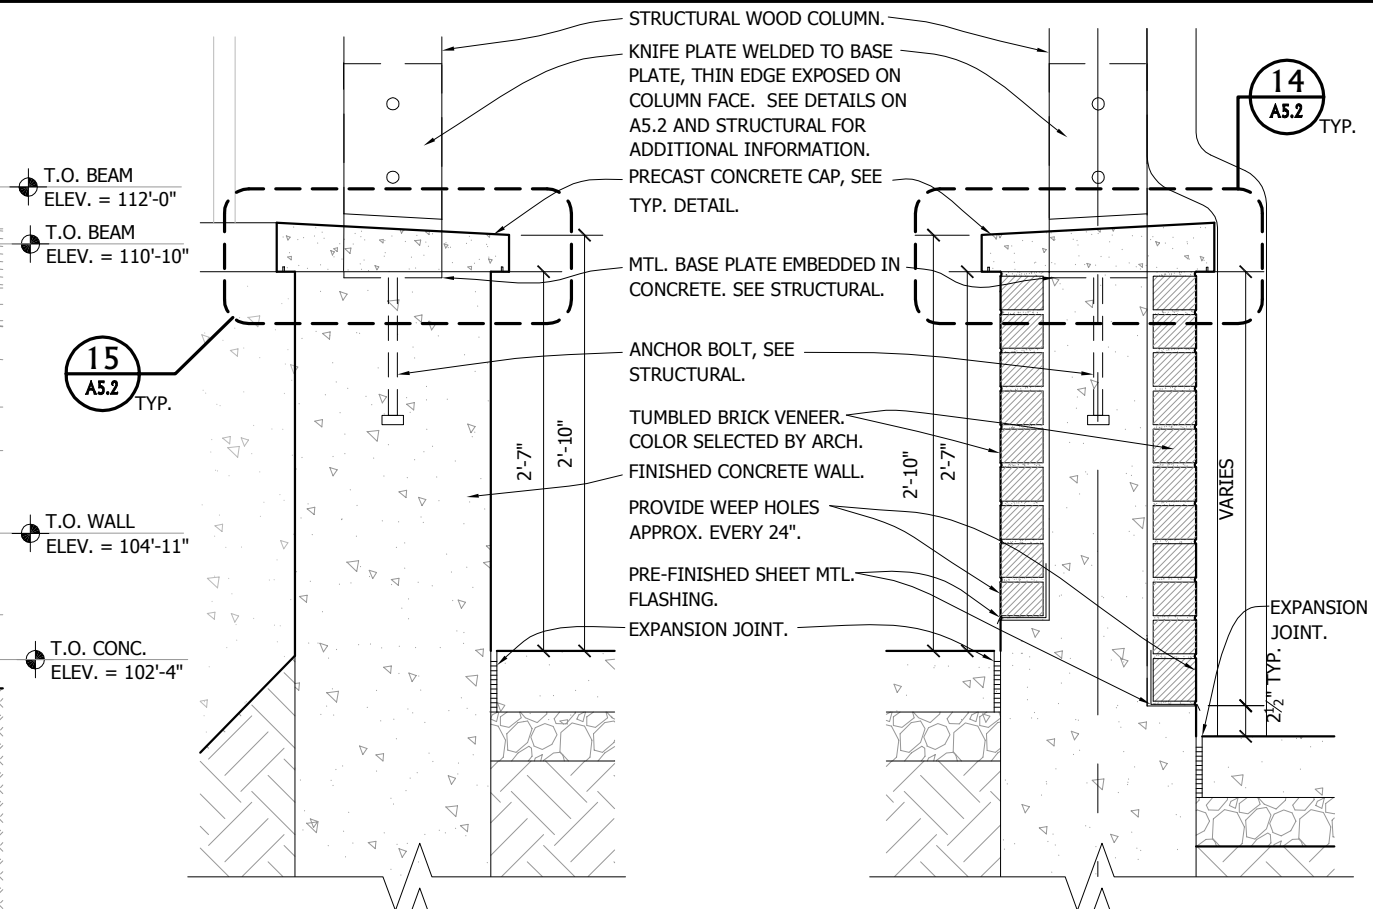 STRUCTURAL WOOD COLUMN.
KNIFE PLATE WELDED TO BASE
PLATE, THIN EDGE EXPOSED ON
COLUMN FACE. SEE DETAILS ON
A5.2 AND STRUCTURAL FOR
ADDITIONAL INFORMATION.
PRECAST CONCRETE CAP, SEE
TYP. DETAIL.
MTL. BASE PLATE EMBEDDED IN
CONCRETE. SEE STRUCTURAL.
ANCHOR BOLT, SEE
STRUCTURAL.
TUMBLED BRICK VENEER.
COLOR SELECTED BY ARCH.
FINISHED CONCRETE WALL.
PROVIDE WEEP HOLES
APPROX. EVERY 24".
PRE-FINISHED SHEET MTL.
FLASHING.
EXPANSION JOINT.
T.O. BEAM
ELEV. = 112'-0"
T.O. BEAM
ELEV. = 110'-10"
15
A5.2
TYP.
T.O. WALL
ELEV. = 104'-11"
T.O. CONC.
ELEV. = 102'-4"
2'-7"
2'-10"
2'-10"
2'-7"
14
A5.2
TYP.
VARIES
EXPANSION
JOINT.
2½" TYP.